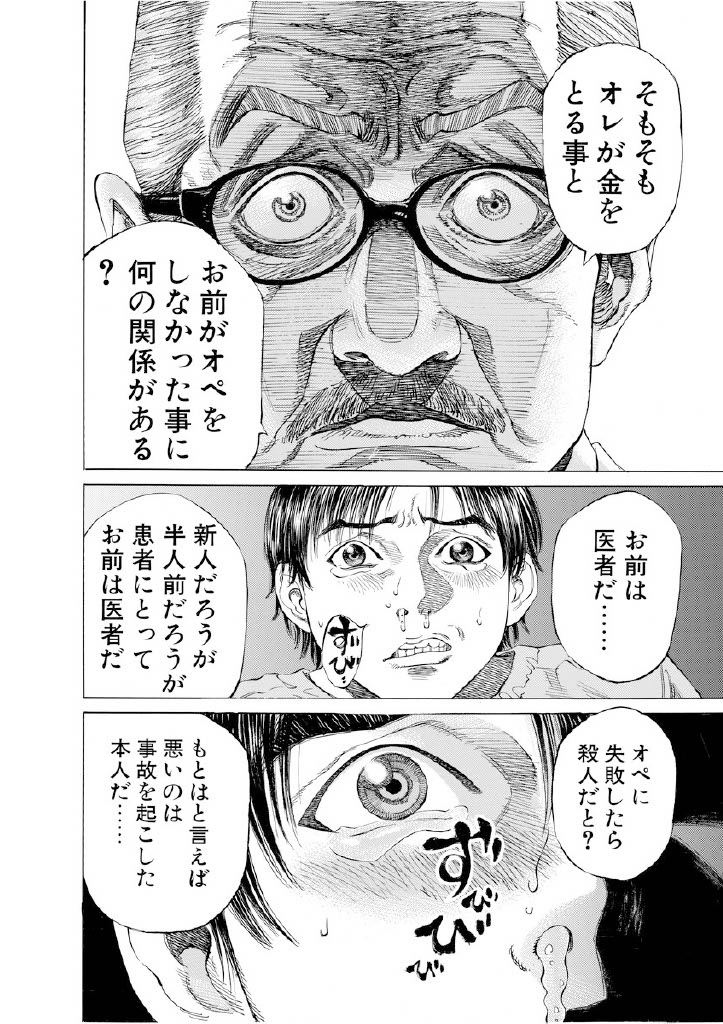 そもそも
オレが金を
とる事と
お前がオペを
しなかった事に
何の関係がある
？
お前は
医者だ……
新人だろうが
半人前だろうが
患者にとって
お前は医者だ
ずび…
オペに
失敗したら
殺人だと？
もとはと言えば
悪いのは
事故を起こした
本人だ……
ずびびびび